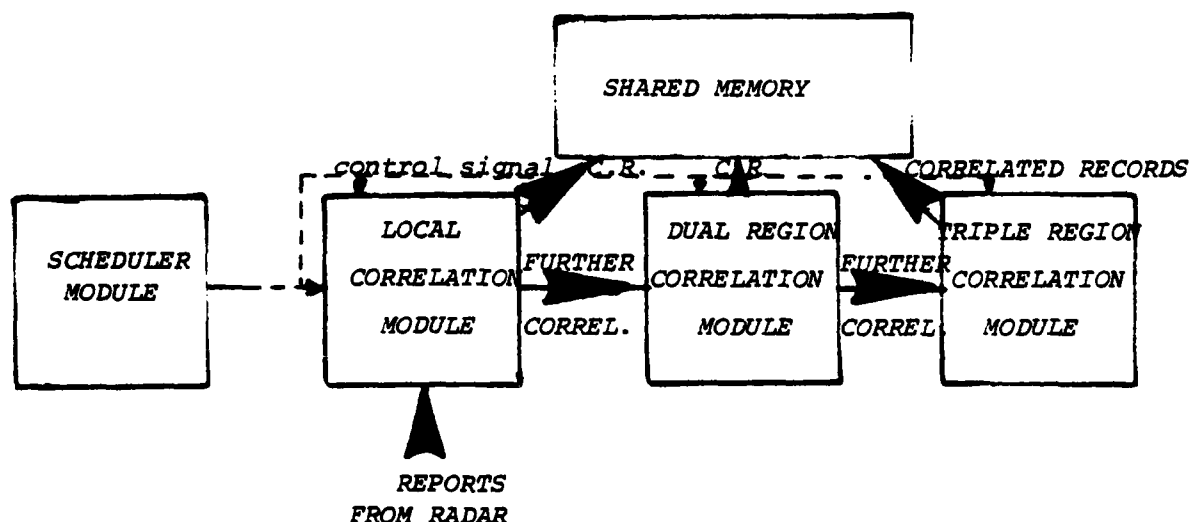 SHARED MEMORY
control signal C.R. C.R CORRELATED RECORDS
SCHEDULER
MODULE
LOCAL
CORRELATION
MODULE
FURTHER
CORREL.
DUAL REGION
CORRELATION
MODULE
FURTHER
CORREL.
TRIPLE REGION
CORRELATION
MODULE
REPORTS
FROM RADAR